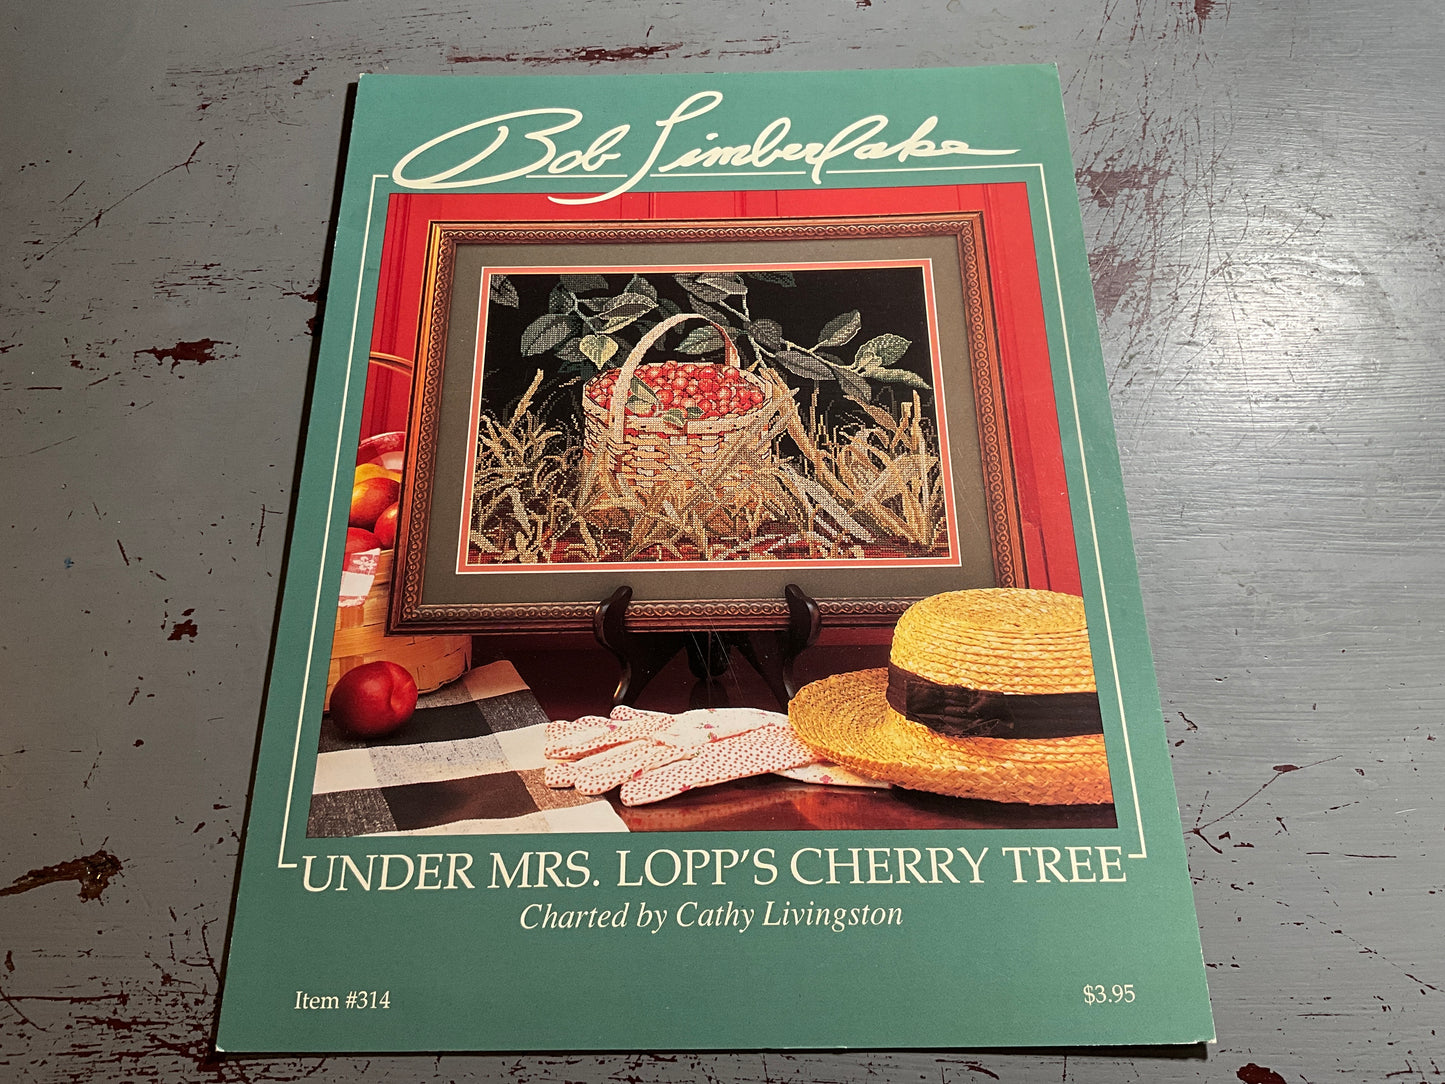 Bob Timberlake
UNDER MRS. LOPP'S CHERRY TREE
Charted by Cathy Livingston
Item #314
$3.95